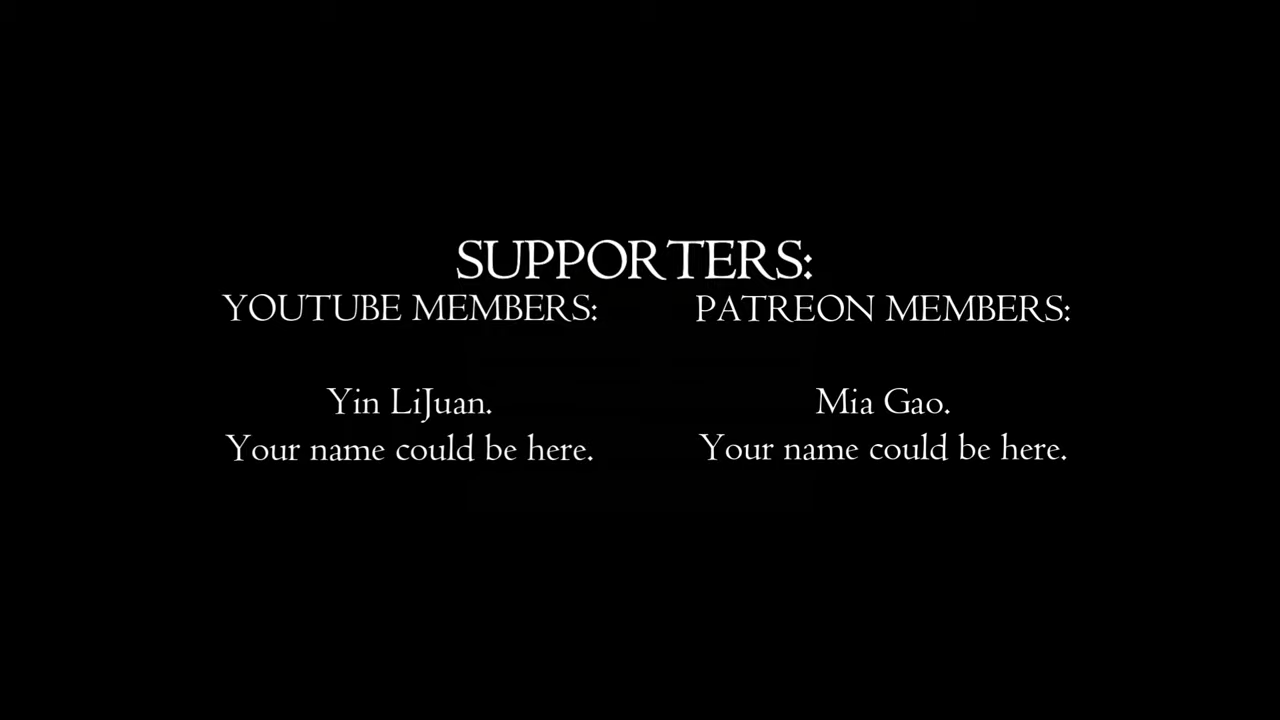 SUPPORTERS:
YOUTUBE MEMBERS:
PATREON MEMBERS:
Yin LiJuan.
Mia Gao.
Your name could be here.
Your name could be here.